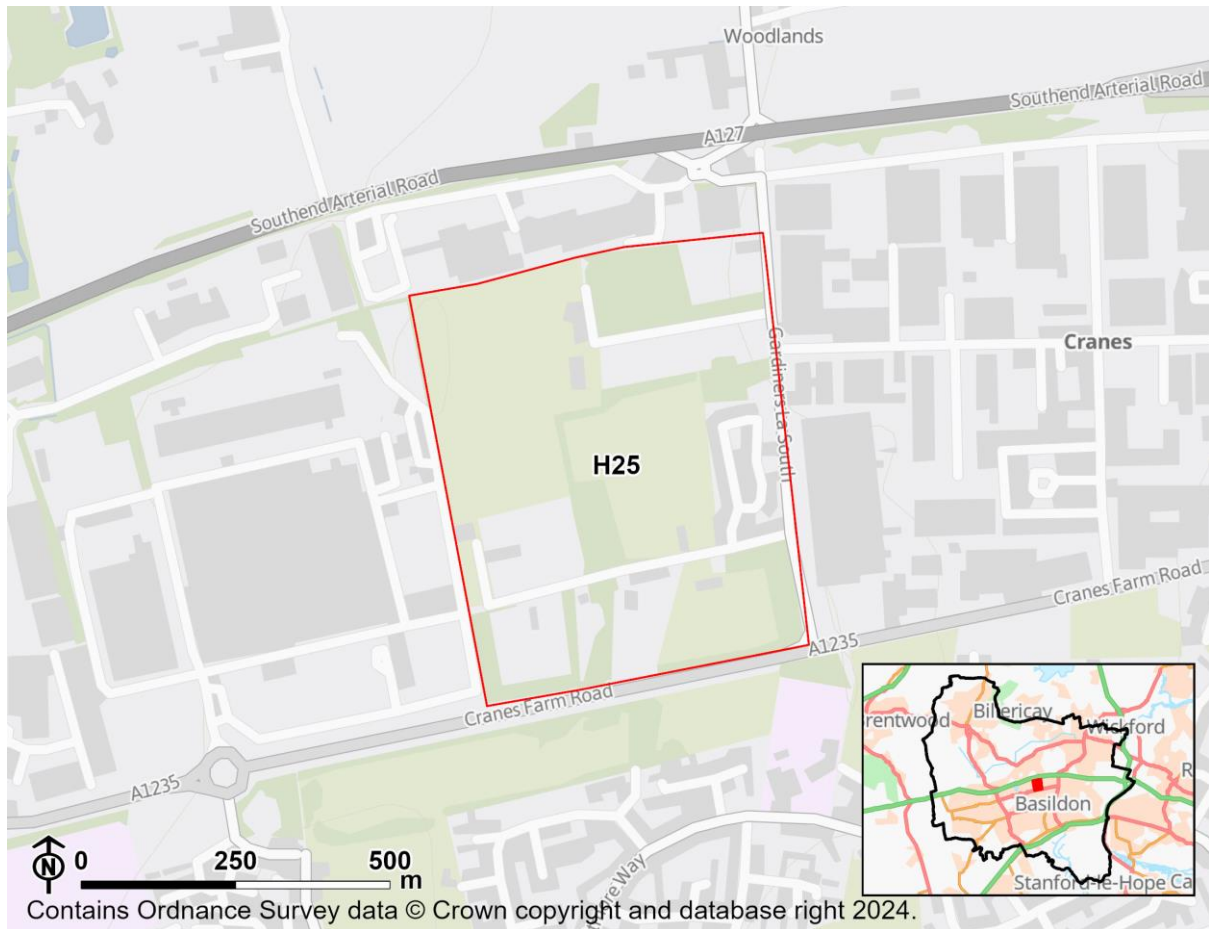 Woodlands
Southend Arterial Road
A127
Southend Arterial Road
Cranes
Gardiners La South
H25
Cranes Farm Road
A1235
Cranes Farm Road
A1235
Billericay
Wickford
Basildon
Stanford-le-Hope
N
0 250 500
m
Contains Ordnance Survey data © Crown copyright and database right 2024.